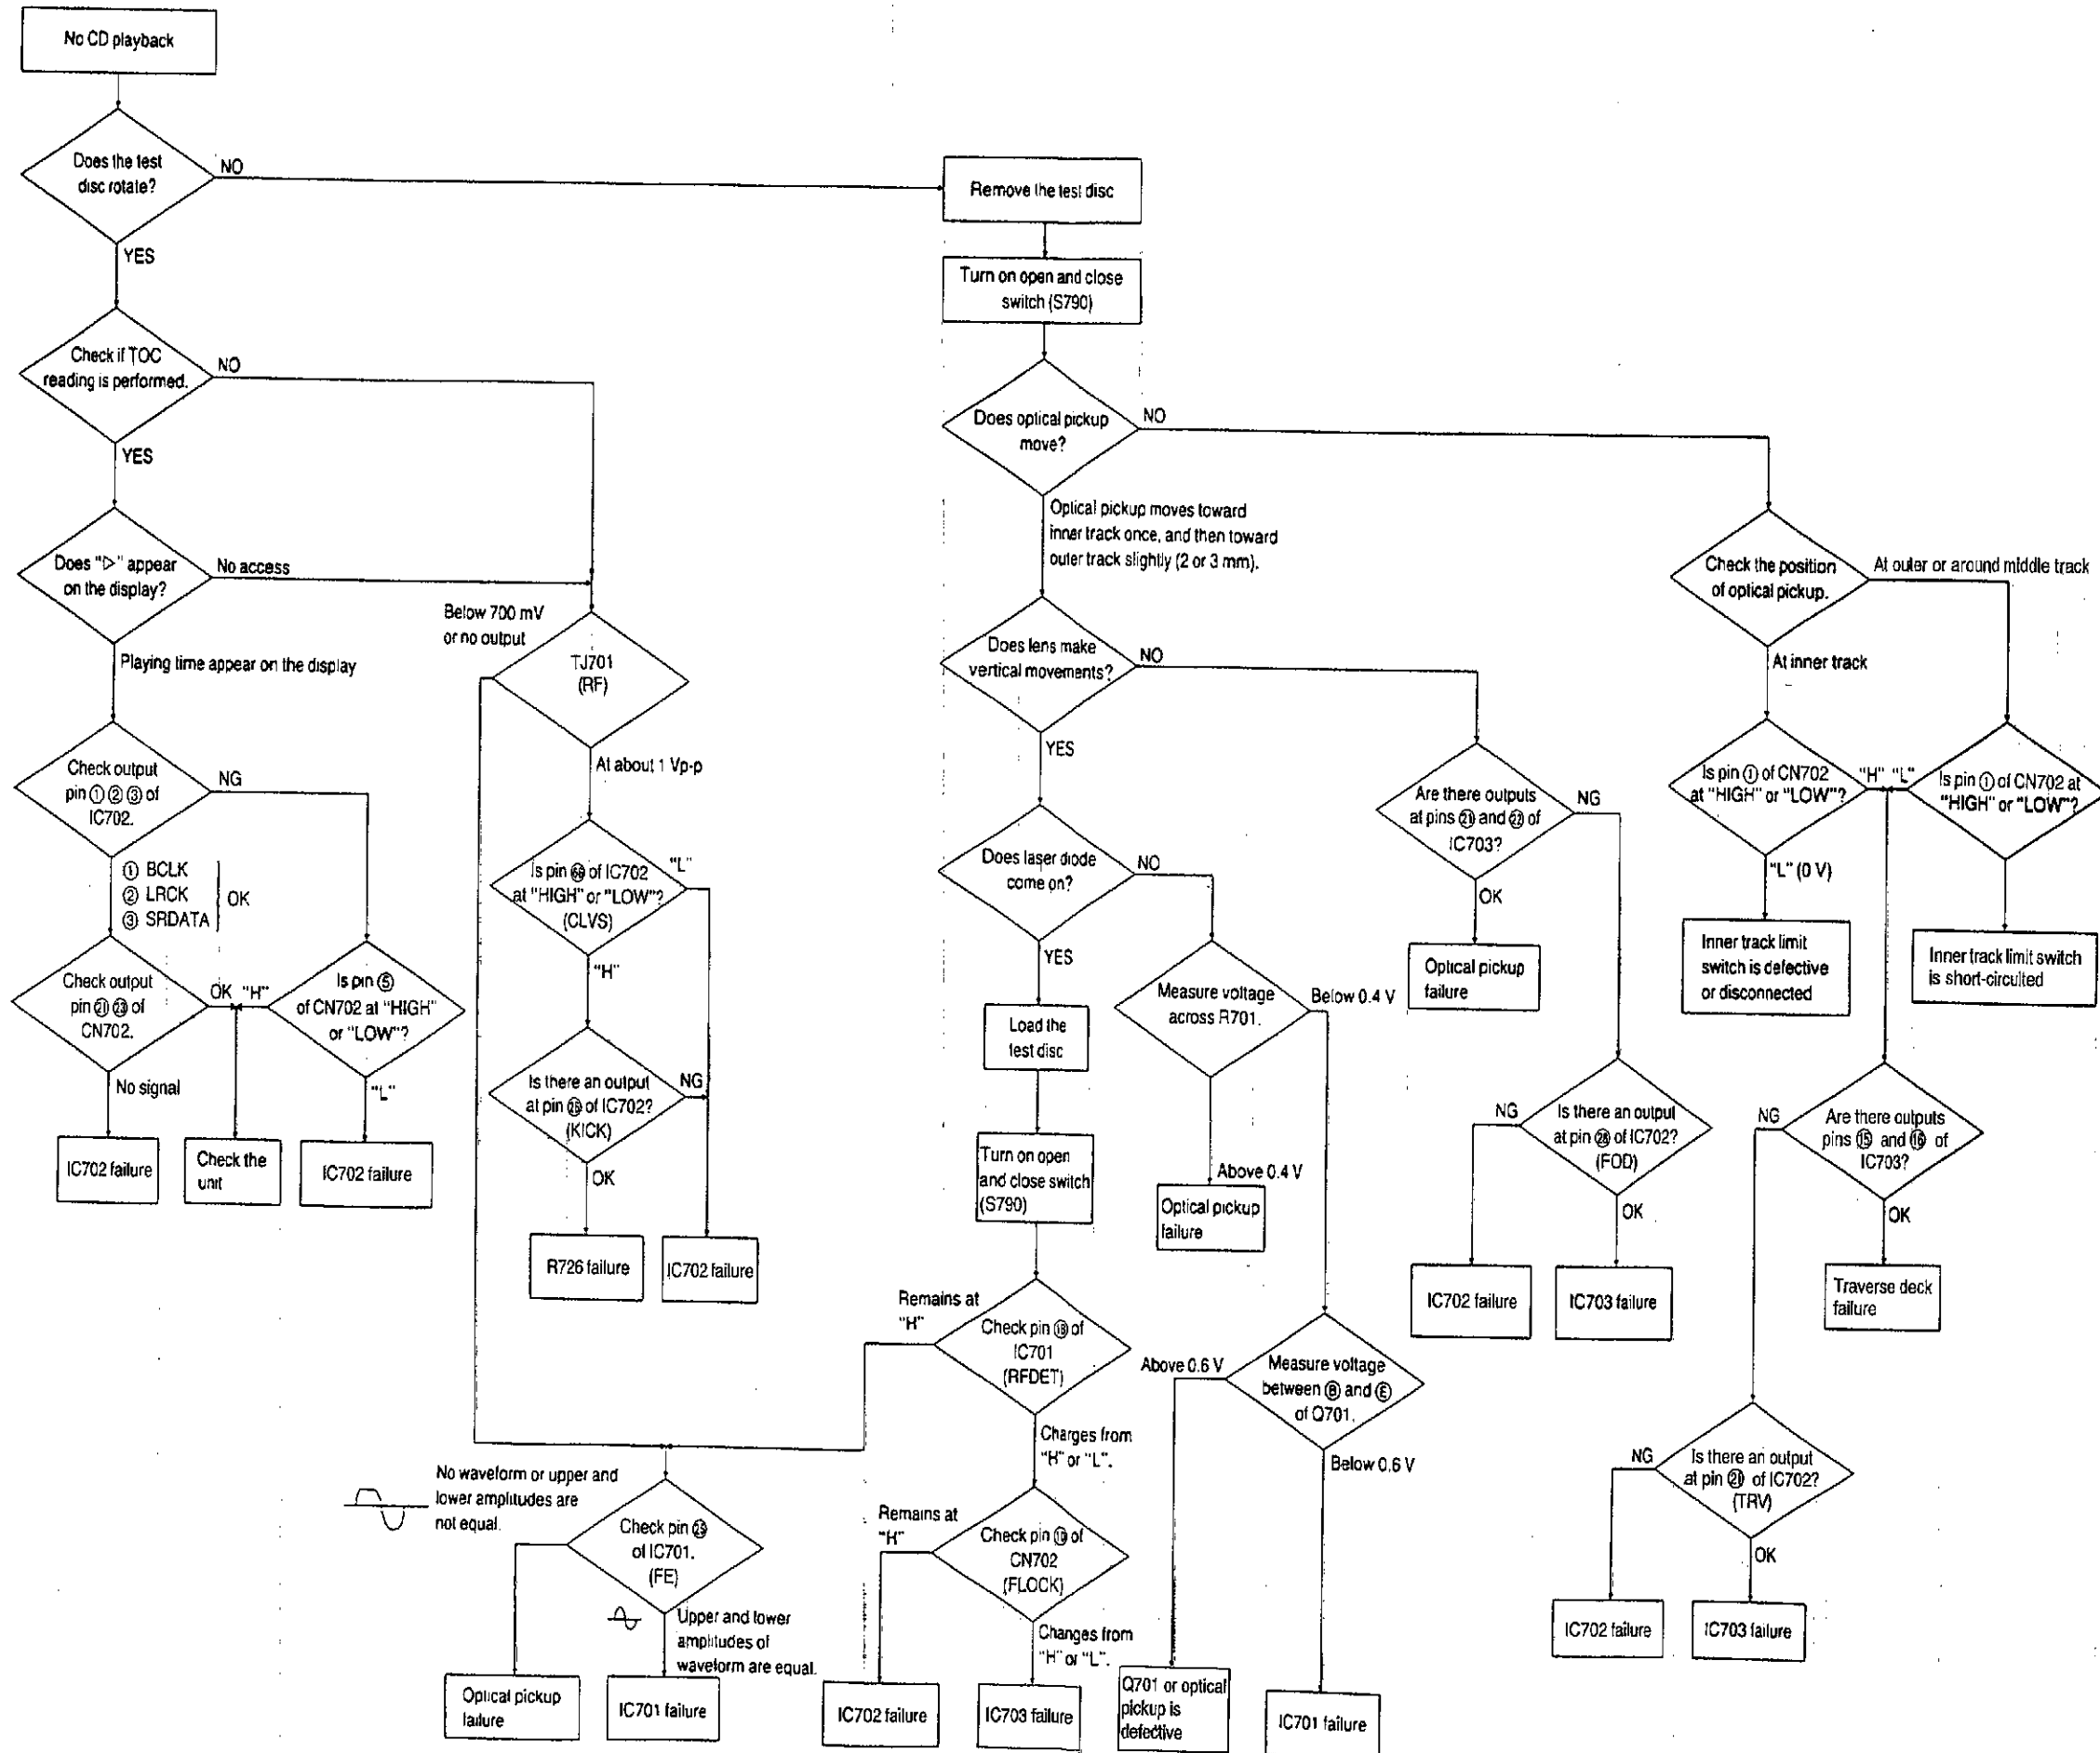 No CD playback
Does the test
disc rotate?
NO
YES
Check if TOC
reading is performed.
NO
YES
Does "▷" appear
on the display?
No access
Playing time appear on the display
Check output
pin ① ② ③ of
IC702.
NG
① BCLK
② LRCK
③ SRDATA
OK
Check output
pin ㉑ ㉓ of
CN702.
OK
"H"
Is pin ⑤
of CN702 at "HIGH"
or "LOW"?
No signal
"L"
IC702 failure
Check the
unit
IC702 failure
Below 700 mV
or no output
TJ701
(RF)
At about 1 Vp-p
Is pin of IC702
at "HIGH" or "LOW"?
(CLVS)
"L"
"H"
Is there an output
at pin of IC702?
(KICK)
NG
OK
R726 failure
IC702 failure
No waveform or upper and
lower amplitudes are
not equal.
Check pin ㉕
of IC701.
(FE)
Upper and lower
amplitudes of
waveform are equal.
Optical pickup
failure
IC701 failure
Remove the test disc
Turn on open and close
switch (S790)
Does optical pickup
move?
NO
Optical pickup moves toward
inner track once, and then toward
outer track slightly (2 or 3 mm).
Does lens make
vertical movements?
NO
YES
Does laser diode
come on?
NO
YES
Load the
test disc
Turn on open
and close switch
(S790)
Remains at
"H"
Check pin of
IC701
(RFDET)
Charges from
"H" or "L".
Remains at
"H"
Check pin ⑲ of
CN702
(FLOCK)
Changes from
"H" or "L".
IC702 failure
IC703 failure
Measure voltage
across R701.
Below 0.4 V
Above 0.4 V
Optical pickup
failure
Above 0.6 V
Measure voltage
between Ⓑ and Ⓔ
of Q701.
Below 0.6 V
Q701 or optical
pickup is
defective
IC701 failure
Are there outputs
at pins ㉑ and ㉒ of
IC703?
NG
OK
Optical pickup
failure
NG
Is there an output
at pin ㉘ of IC702?
(FOD)
OK
IC702 failure
IC703 failure
Check the position
of optical pickup.
At outer or around middle track
At inner track
Is pin ① of CN702
at "HIGH" or "LOW"?
"H"
"L"
Is pin ① of CN702 at
"HIGH" or "LOW"?
"L" (0 V)
Inner track limit
switch is defective
or disconnected
Inner track limit switch
is short-circuited
NG
Are there outputs
pins ⑮ and ⑯ of
IC703?
OK
Traverse deck
failure
NG
Is there an output
at pin of IC702?
(TRV)
OK
IC702 failure
IC703 failure